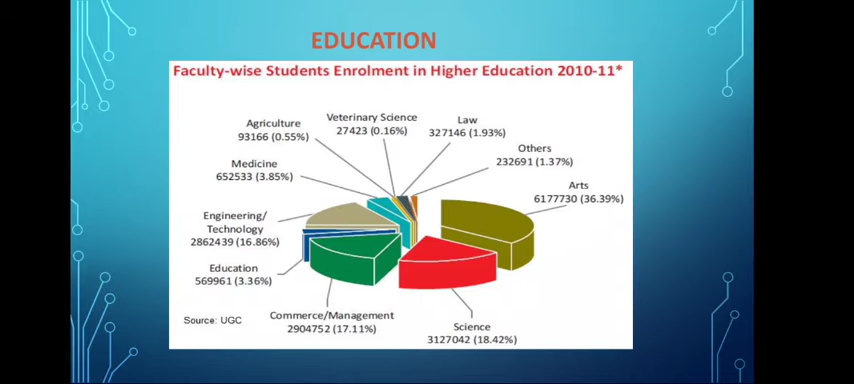 EDUCATION
Faculty-wise Students Enrolment in Higher Education 2010-11*
Agriculture
93166 (0.55%)
Veterinary Science
27423 (0.16%)
Law
327146 (1.93%)
Others
232691 (1.37%)
Medicine
652533 (3.85%)
Arts
6177730 (36.39%)
Engineering/
Technology
2862439 (16.86%)
Education
569961 (3.36%)
Commerce/Management
2904752 (17.11%)
Science
3127042 (18.42%)
Source: UGC